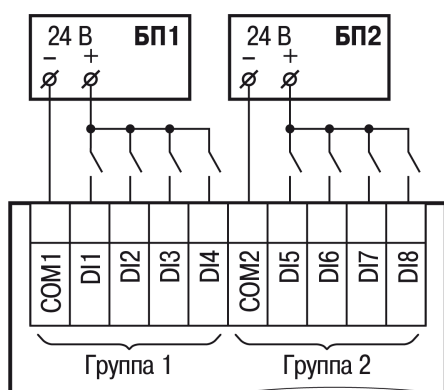 24 В БП1
– +
24 В БП2
– +
COM1
DI1
DI2
DI3
DI4
COM2
DI5
DI6
DI7
DI8
Группа 1
Группа 2